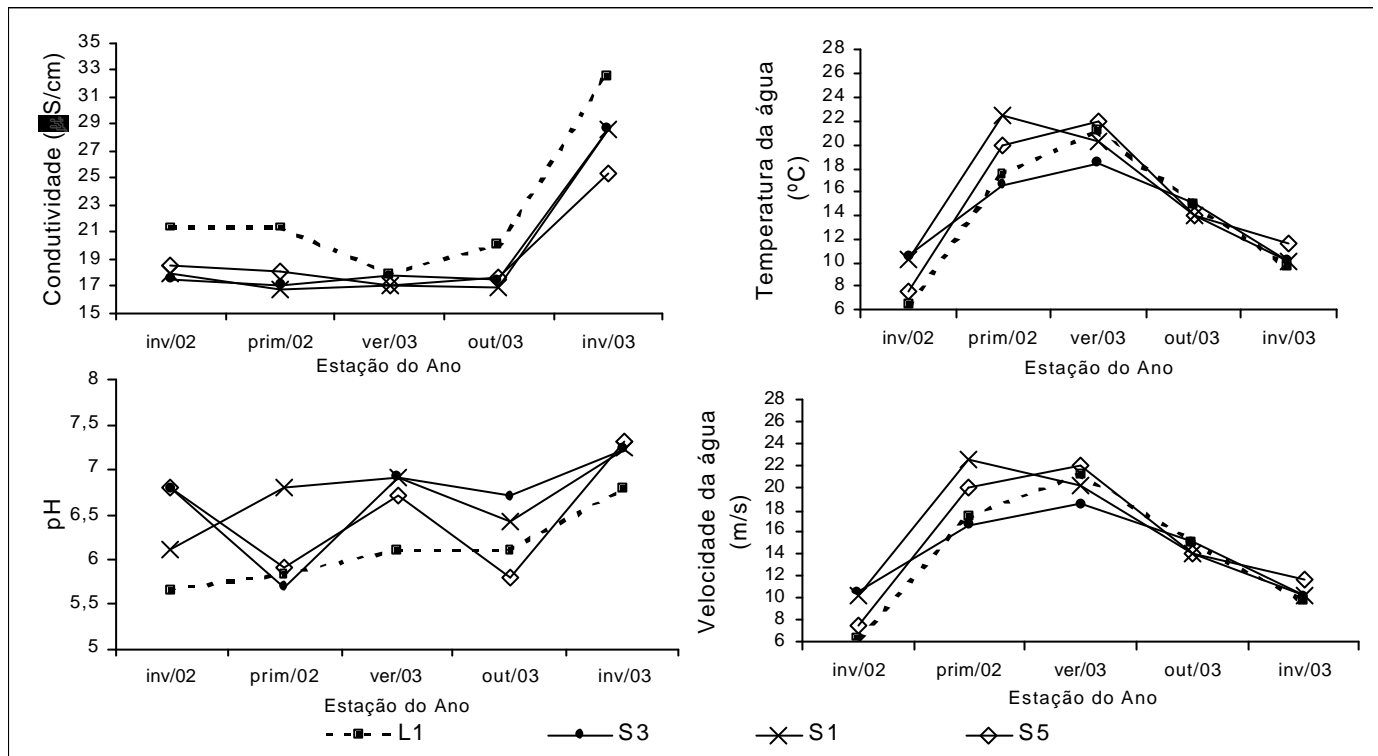 Condutividade (µS/cm)
35
33
31
29
27
25
23
21
19
17
15
inv/02 prim/02 ver/03 out/03 inv/03
Estação do Ano
Temperatura da água
(ºC)
28
26
24
22
20
18
16
14
12
10
8
6
inv/02 prim/02 ver/03 out/03 inv/03
Estação do Ano
pH
8
7,5
7
6,5
6
5,5
5
inv/02 prim/02 ver/03 out/03 inv/03
Estação do Ano
Velocidade da água
(m/s)
28
26
24
22
20
18
16
14
12
10
8
6
inv/02 prim/02 ver/03 out/03 inv/03
Estação do Ano
L1 S3 S1 S5